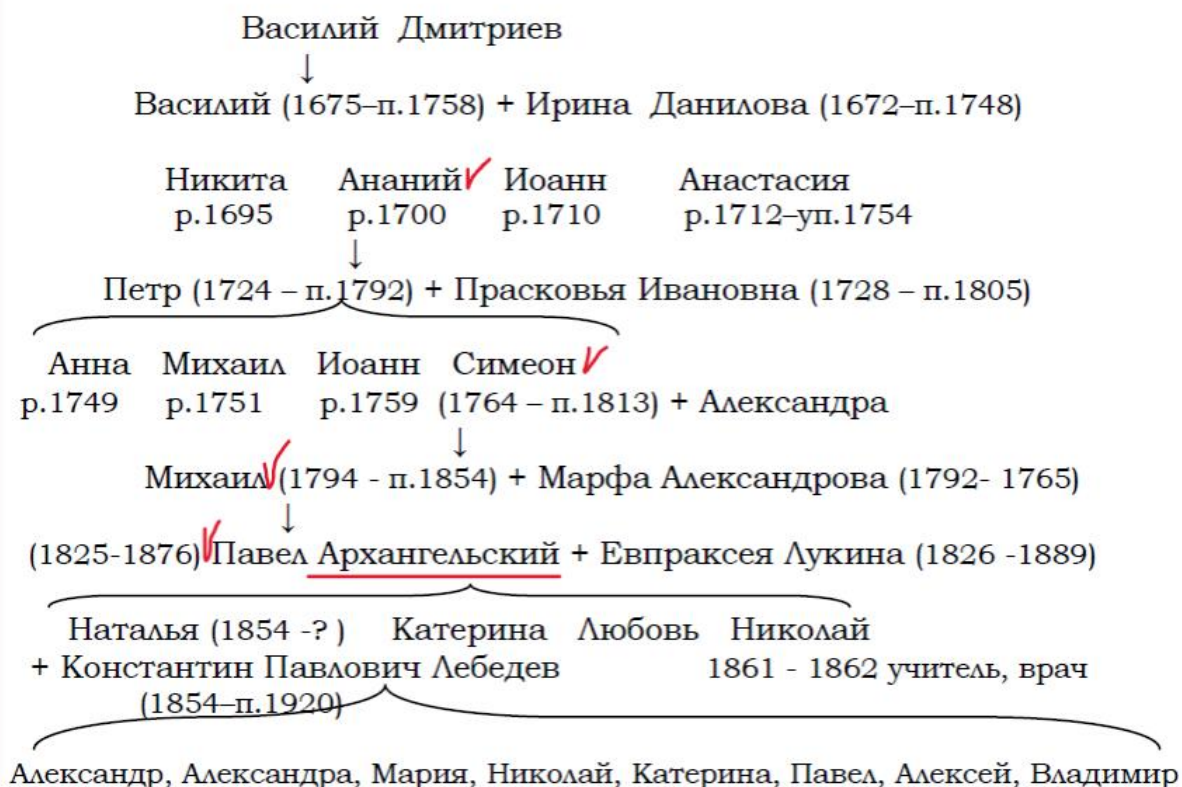 Василий Дмитриев
↓
Василий (1675–п.1758) + Ирина Данилова (1672–п.1748)
Никита Ананий Иоанн Анастасия
р.1695 р.1700 р.1710 р.1712–уп.1754
↓
Петр (1724 – п.1792) + Прасковья Ивановна (1728 – п.1805)
Анна Михаил Иоанн Симеон
р.1749 р.1751 р.1759 (1764 – п.1813) + Александра
↓
Михаил (1794 - п.1854) + Марфа Александрова (1792- 1765)
↓
(1825-1876) Павел Архангельский + Евпраксея Лукина (1826 -1889)
Наталья (1854 -? ) Катерина Любовь Николай
+ Константин Павлович Лебедев 1861 - 1862 учитель, врач
(1854–п.1920)
Александр, Александра, Мария, Николай, Катерина, Павел, Алексей, Владимир